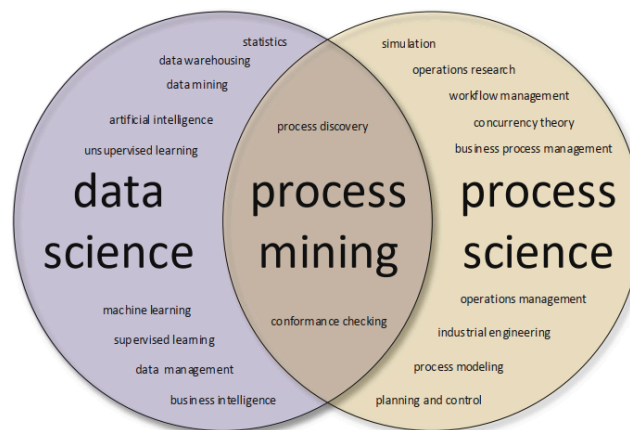 statistics
data warehousing
data mining
artificial intelligence
unsupervised learning
data
science
machine learning
supervised learning
data management
business intelligence
process discovery
process
mining
conformance checking
simulation
operations research
workflow management
concurrency theory
business process management
process
science
operations management
industrial engineering
process modeling
planning and control